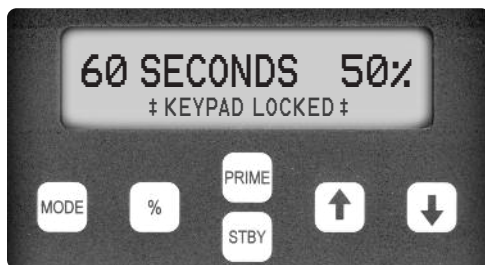 60 SECONDS 50%
‡ KEYPAD LOCKED ‡
PRIME
MODE
%
STBY